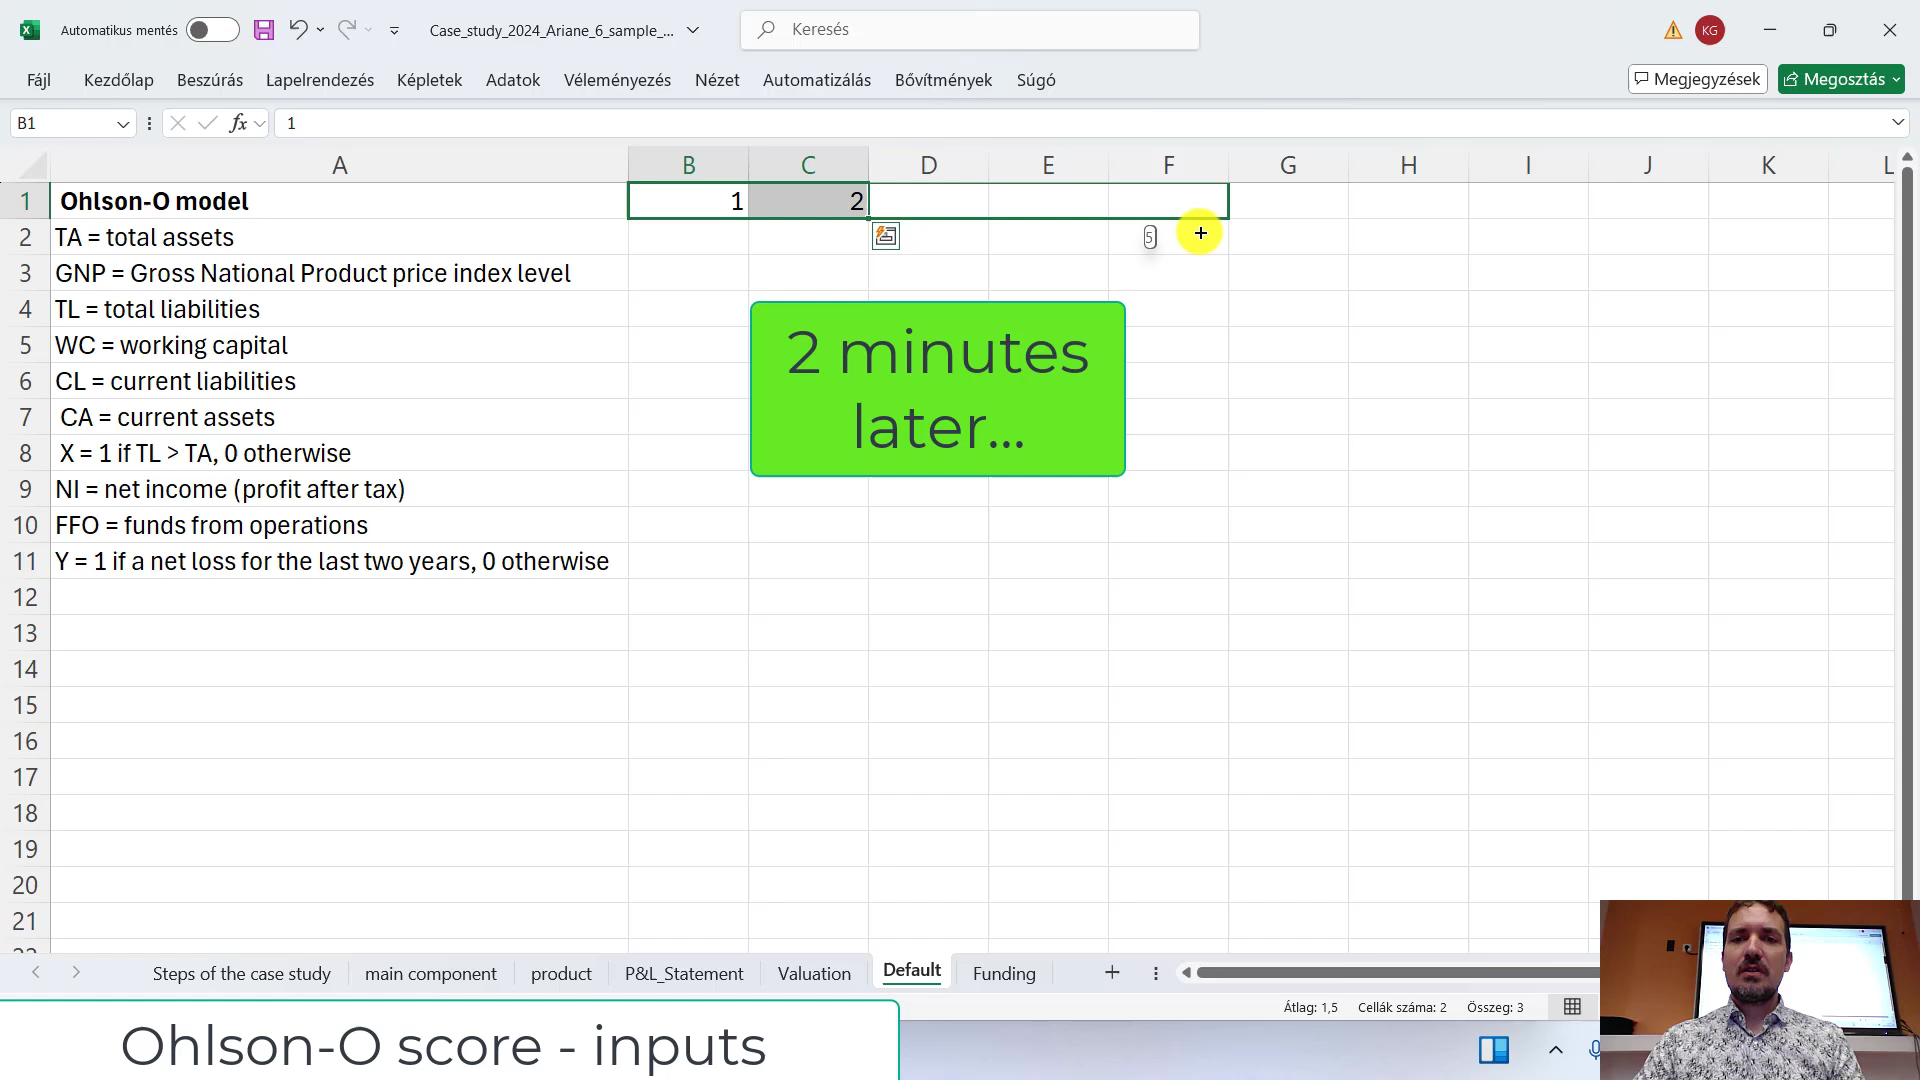 Automatikus mentés
Case_study_2024_Ariane_6_sample_...
Keresés
KG
Fájl Kezdőlap Beszúrás Lapelrendezés Képletek Adatok Véleményezés Nézet Automatizálás Bővítmények Súgó
Megjegyzések
Megosztás
B1
fx
1
A B C D E F G H I J K L
1 Ohlson-O model 1 2
2 TA = total assets
5
3 GNP = Gross National Product price index level
4 TL = total liabilities
5 WC = working capital
6 CL = current liabilities
7 CA = current assets
8 X = 1 if TL > TA, 0 otherwise
9 NI = net income (profit after tax)
10 FFO = funds from operations
11 Y = 1 if a net loss for the last two years, 0 otherwise
12
13
14
15
16
17
18
19
20
21
2 minutes
later...
Steps of the case study main component product P&L_Statement Valuation Default Funding
Átlag: 1,5 Cellák száma: 2 Összeg: 3
Ohlson-O score - inputs